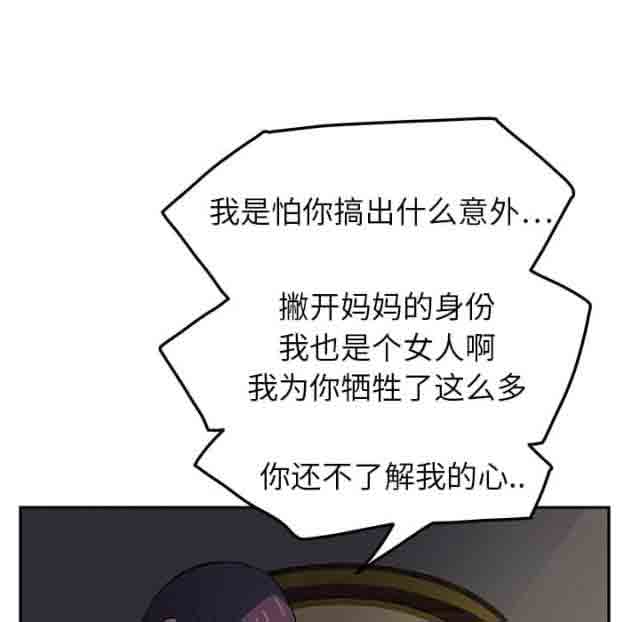 我是怕你搞出什么意外...
撇开妈妈的身份
我也是个女人啊
我为你牺牲了这么多
你还不了解我的心..